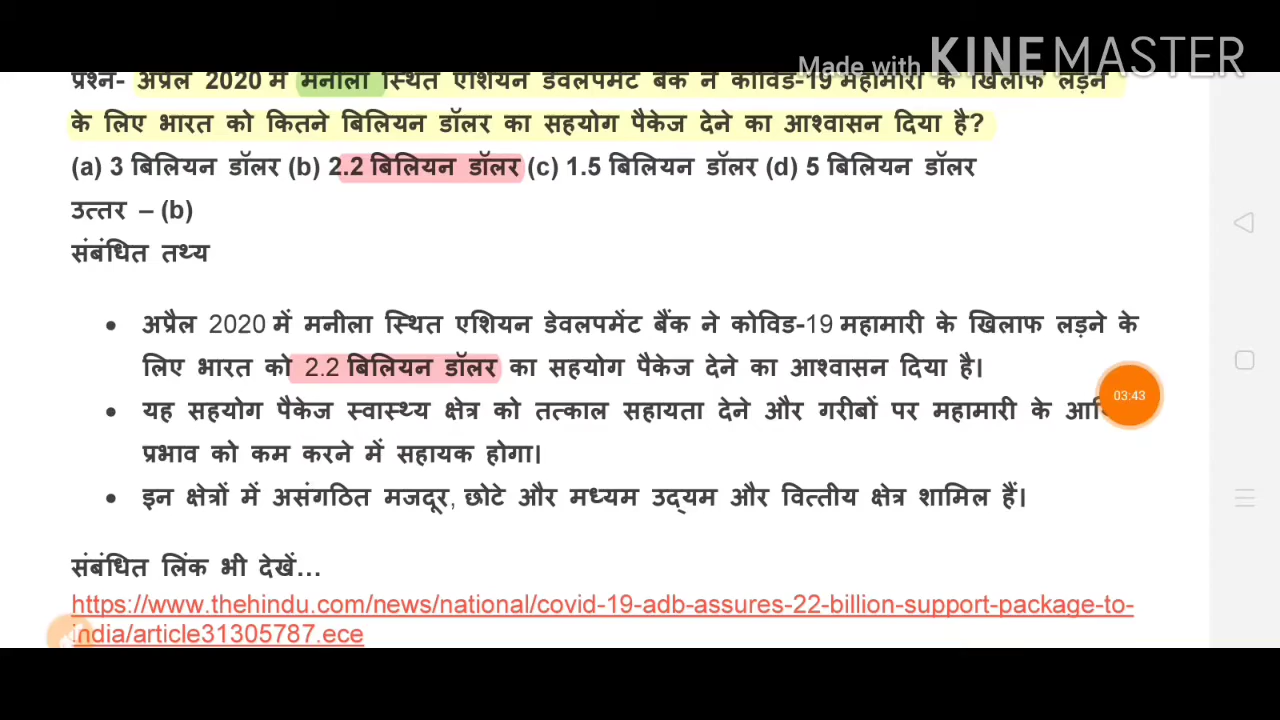 Made with KINEMASTER
प्रश्न- अप्रैल 2020 में मनीला स्थित एशियन डेवलपमेंट बैंक ने कोविड-19 महामारी के खिलाफ लड़ने
के लिए भारत को कितने बिलियन डॉलर का सहयोग पैकेज देने का आश्वासन दिया है?
(a) 3 बिलियन डॉलर (b) 2.2 बिलियन डॉलर (c) 1.5 बिलियन डॉलर (d) 5 बिलियन डॉलर
उत्तर – (b)
संबंधित तथ्य
• अप्रैल 2020 में मनीला स्थित एशियन डेवलपमेंट बैंक ने कोविड-19 महामारी के खिलाफ लड़ने के
लिए भारत को 2.2 बिलियन डॉलर का सहयोग पैकेज देने का आश्वासन दिया है।
03:43
• यह सहयोग पैकेज स्वास्थ्य क्षेत्र को तत्काल सहायता देने और गरीबों पर महामारी के
प्रभाव को कम करने में सहायक होगा।
• इन क्षेत्रों में असंगठित मजदूर, छोटे और मध्यम उद्यम और वित्तीय क्षेत्र शामिल हैं।
संबंधित लिंक भी देखें...
https://www.thehindu.com/news/national/covid-19-adb-assures-22-billion-support-package-to-
india/article31305787.ece